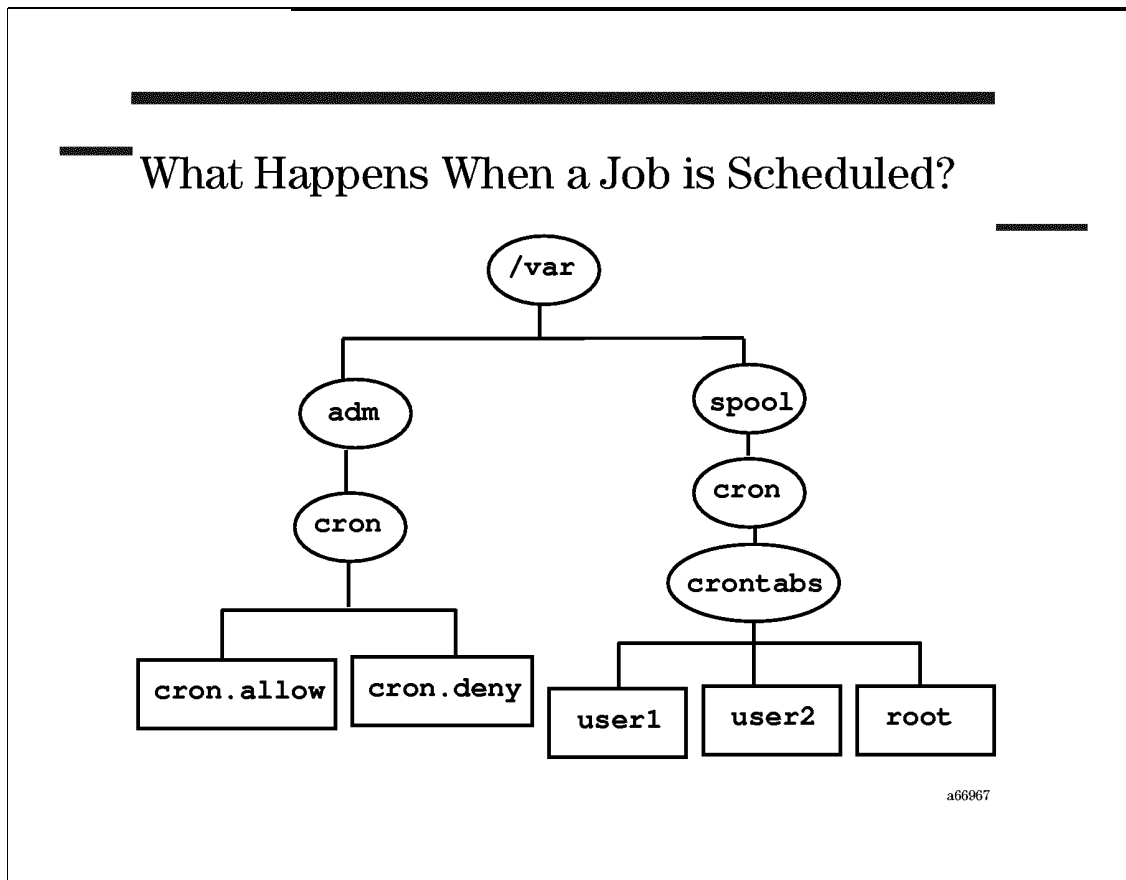 What Happens When a Job is Scheduled?
/var
adm
spool
cron
cron
crontabs
cron.allow
cron.deny
user1
user2
root
a66967